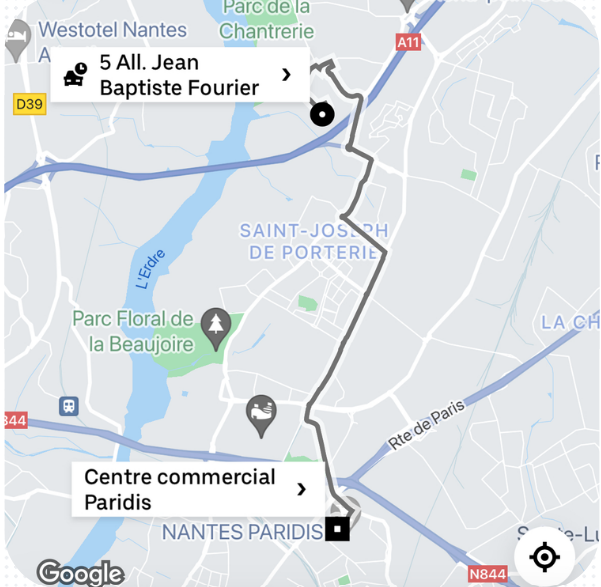 Parc de la
Chantrerie
Westotel Nantes
A
A11
5 All. Jean
Baptiste Fourier
D39
SAINT-JOSEPH
DE PORTERIE
L'Erdre
Parc Floral de
la Beaujoire
LA CH
844
Rte de Paris
Centre commercial
Paridis
NANTES PARIDIS
N844
Google